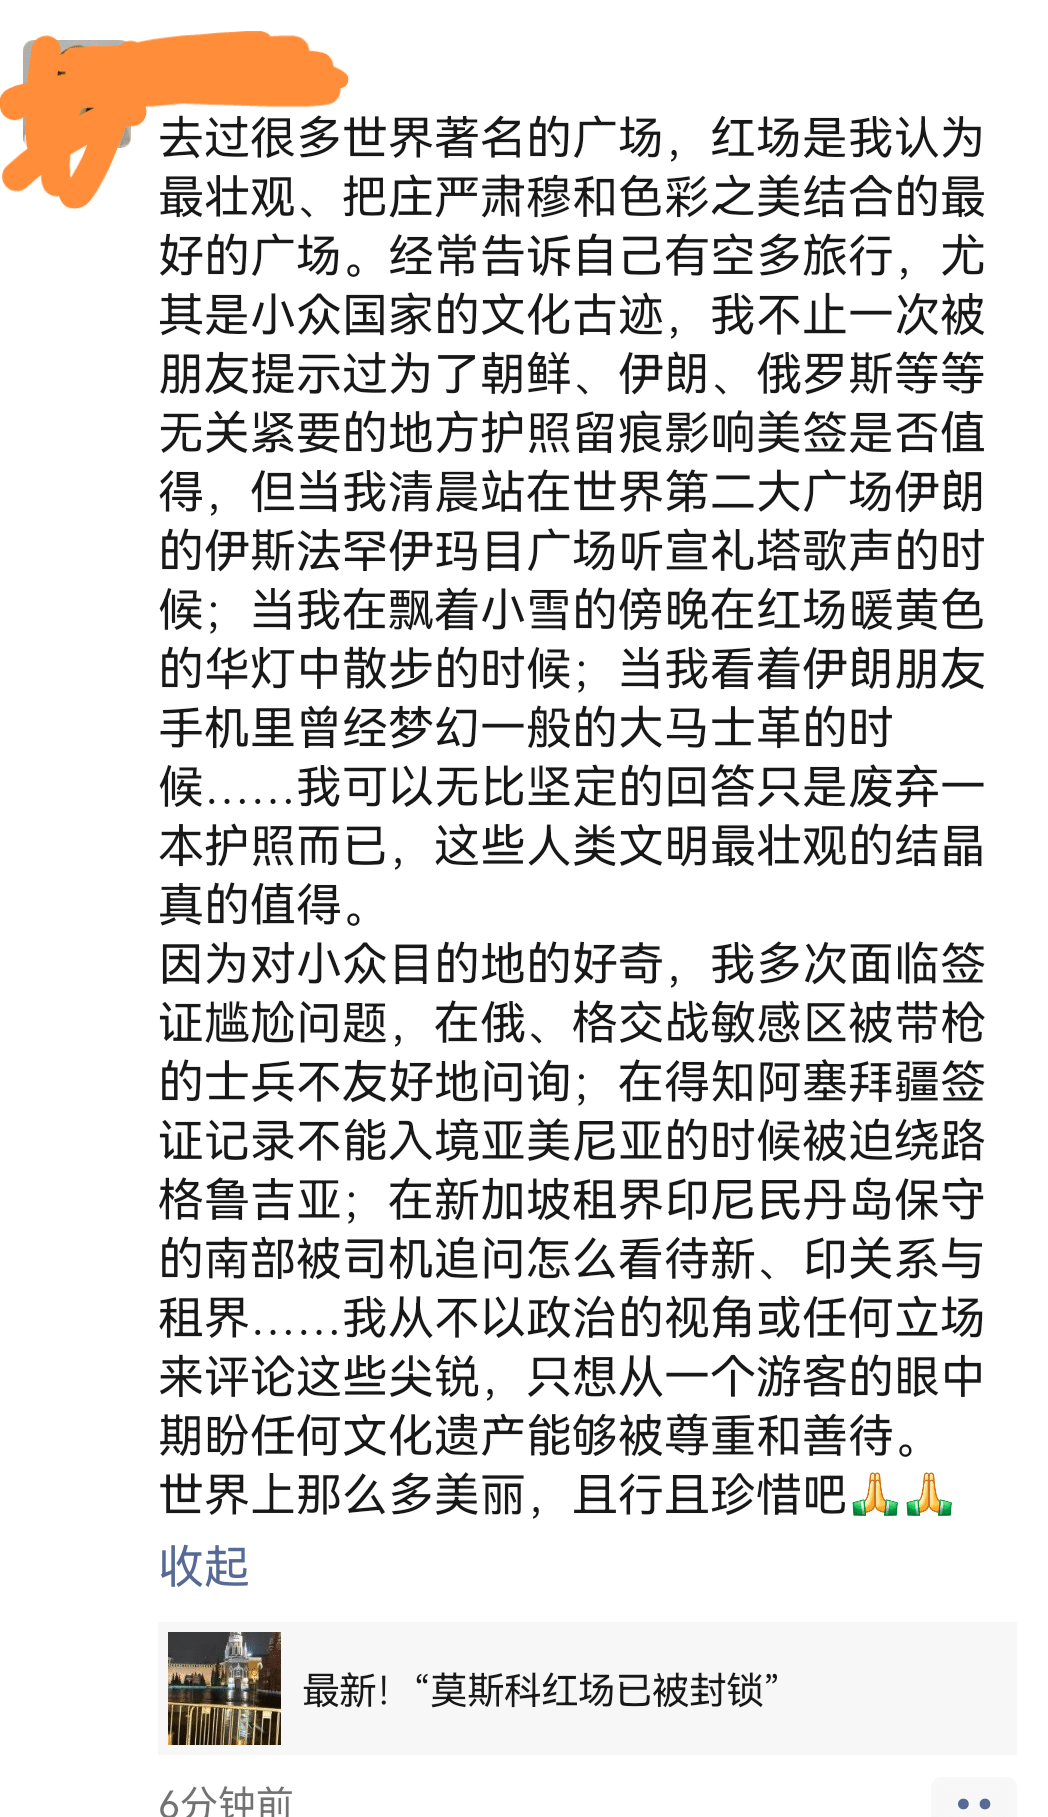 去过很多世界著名的广场，红场是我认为
最壮观、把庄严肃穆和色彩之美结合的最
好的广场。经常告诉自己有空多旅行，尤
其是小众国家的文化古迹，我不止一次被
朋友提示过为了朝鲜、伊朗、俄罗斯等等
无关紧要的地方护照留痕影响美签是否值
得，但当我清晨站在世界第二大广场伊朗
的伊斯法罕伊玛目广场听宣礼塔歌声的时
候；当我在飘着小雪的傍晚在红场暖黄色
的华灯中散步的时候；当我看着伊朗朋友
手机里曾经梦幻一般的大马士革的时
候……我可以无比坚定的回答只是废弃一
本护照而已，这些人类文明最壮观的结晶
真的值得。
因为对小众目的地的好奇，我多次面临签
证尴尬问题，在俄、格交战敏感区被带枪
的士兵不友好地问询；在得知阿塞拜疆签
证记录不能入境亚美尼亚的时候被迫绕路
格鲁吉亚；在新加坡租界印尼民丹岛保守
的南部被司机追问怎么看待新、印关系与
租界……我从不以政治的视角或任何立场
来评论这些尖锐，只想从一个游客的眼中
期盼任何文化遗产能够被尊重和善待。
世界上那么多美丽，且行且珍惜吧🙏🙏
收起
最新！“莫斯科红场已被封锁”
6分钟前